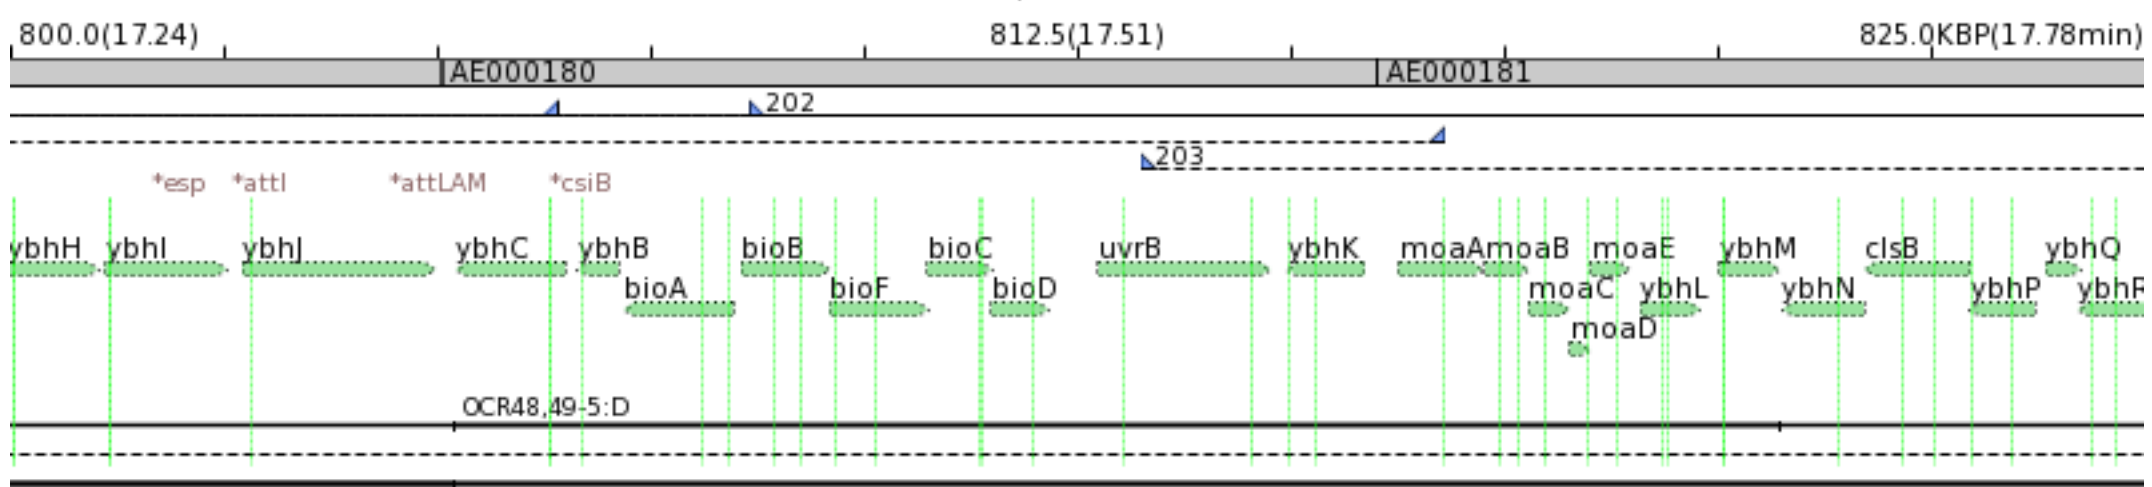 800.0(17.24) 812.5(17.51) 825.0KBP(17.78min)
AE000180 AE000181
202
203
*esp *attI *attLAM *csiB
ybhH ybhI ybhJ ybhC ybhB bioB bioC uvrB ybhK moaA moaB moaE ybhM clsB ybhQ
bioA bioF bioD moaC ybhL ybhN ybhP ybhR
moaD
OCR48,49-5:D